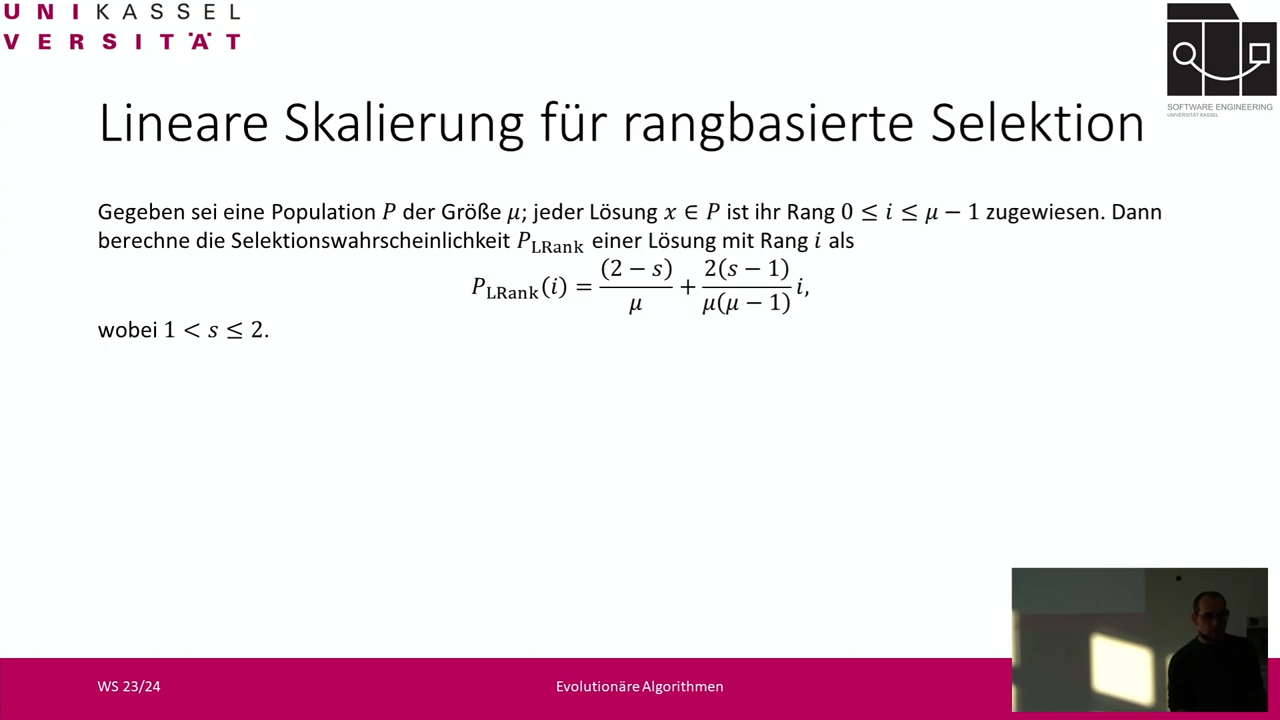 UNIKASSEL
VERSITÄT
SOFTWARE ENGINEERING
UNIVERSITÄT KASSEL
Lineare Skalierung für rangbasierte Selektion
Gegeben sei eine Population P der Größe μ; jeder Lösung x ∈ P ist ihr Rang 0 ≤ i ≤ μ − 1 zugewiesen. Dann
berechne die Selektionswahrscheinlichkeit P_LRank einer Lösung mit Rang i als
P_LRank(i) = (2 − s)/μ + 2(s − 1)/μ(μ − 1) i,
wobei 1 < s ≤ 2.
WS 23/24
Evolutionäre Algorithmen